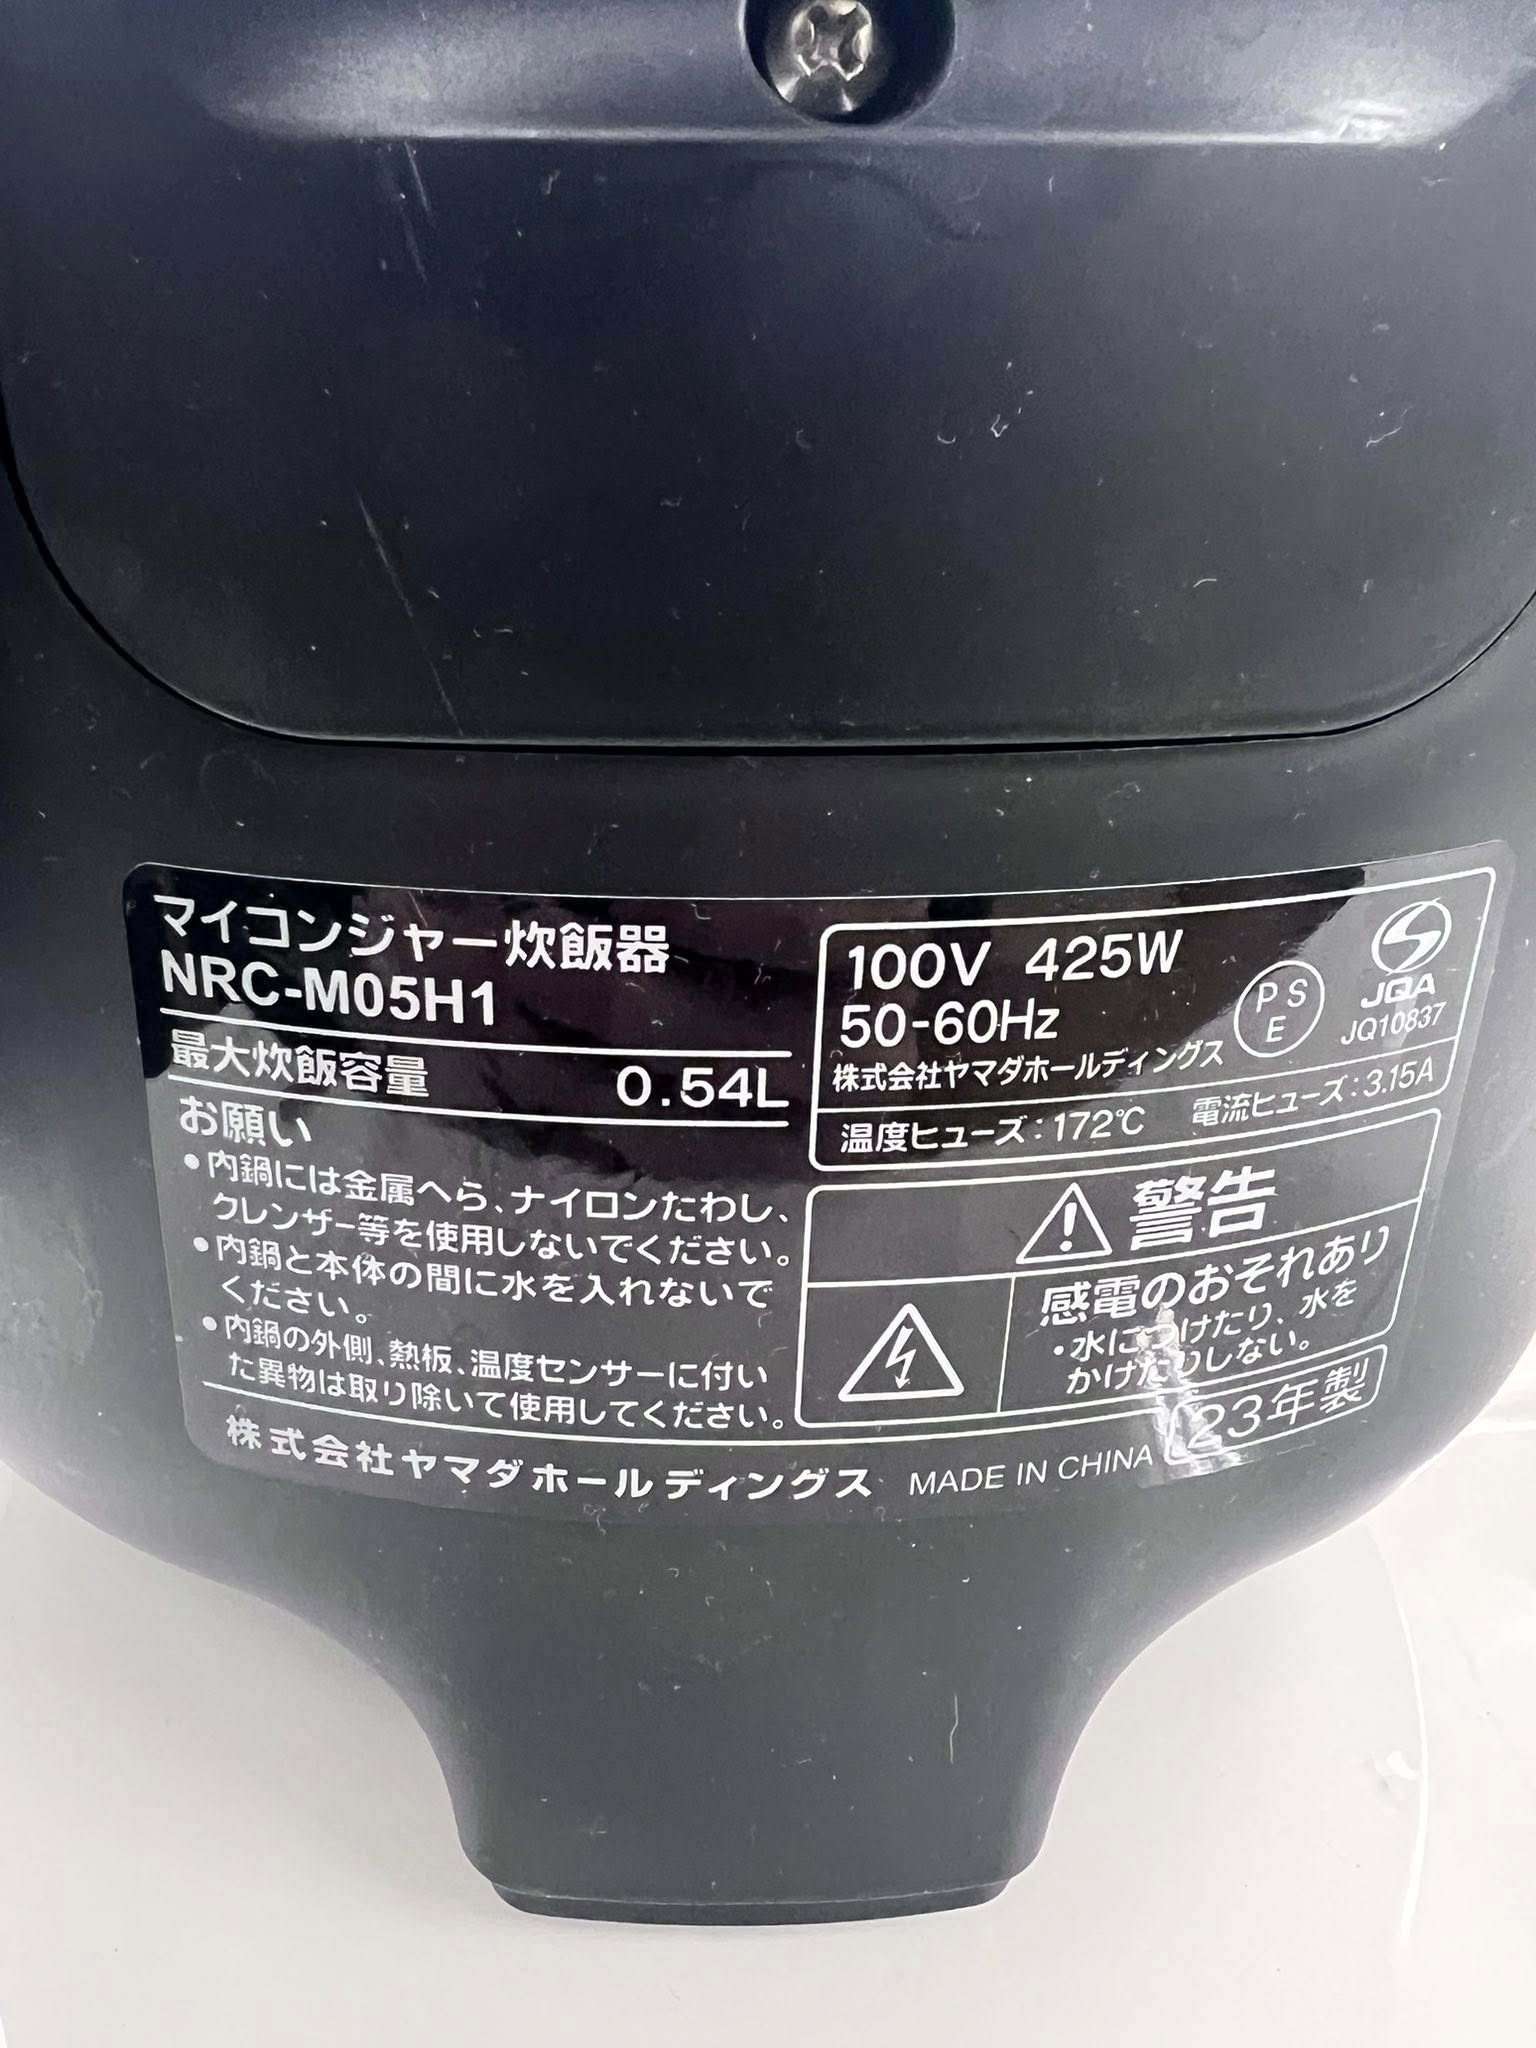 マイコンジャー炊飯器
NRC-M05H1
最大炊飯容量 0.54L
お願い
●内鍋には金属へら、ナイロンたわし、
クレンザー等を使用しないでください。
●内鍋と本体の間に水を入れないで
ください。
●内鍋の外側、熱板、温度センサーに付い
た異物は取り除いて使用してください。
株式会社ヤマダホールディングス MADE IN CHINA
23年製
100V 425W
50-60Hz
株式会社ヤマダホールディングス
PS
E
JQA
JQ10837
温度ヒューズ:172℃ 電流ヒューズ:3.15A
警告
感電のおそれあり
・水につけたり、水を
かけたりしない。